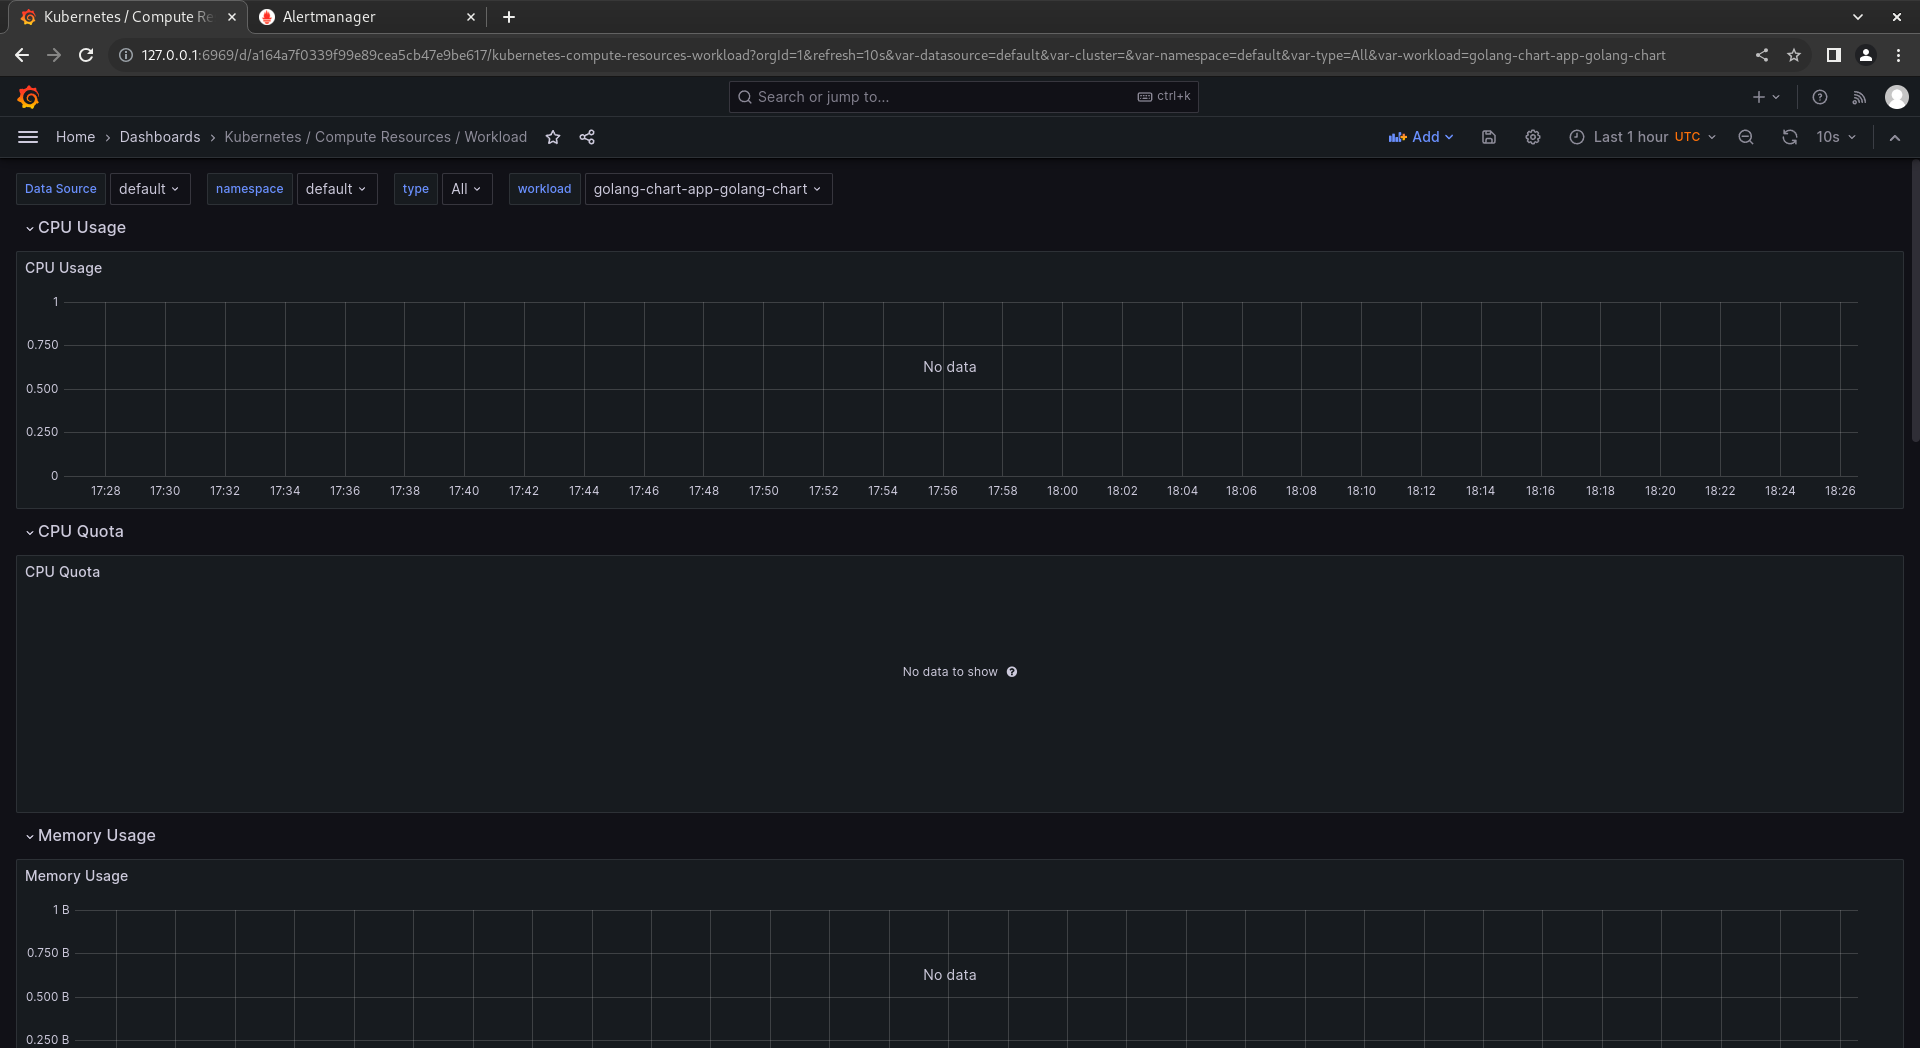 Kubernetes / Compute Re
Alertmanager
127.0.0.1:6969/d/a164a7f0339f99e89cea5cb47e9be617/kubernetes-compute-resources-workload?orgId=1&refresh=10s&var-datasource=default&var-cluster=&var-namespace=default&var-type=All&var-workload=golang-chart-app-golang-chart
Search or jump to... ctrl+k
Home › Dashboards › Kubernetes / Compute Resources / Workload
Add Last 1 hour UTC 10s
Data Source default namespace default type All workload golang-chart-app-golang-chart
CPU Usage
CPU Usage
1
0.750
0.500
0.250
0
No data
17:28 17:30 17:32 17:34 17:36 17:38 17:40 17:42 17:44 17:46 17:48 17:50 17:52 17:54 17:56 17:58 18:00 18:02 18:04 18:06 18:08 18:10 18:12 18:14 18:16 18:18 18:20 18:22 18:24 18:26
CPU Quota
CPU Quota
No data to show
Memory Usage
Memory Usage
1 B
0.750 B
0.500 B
0.250 B
No data